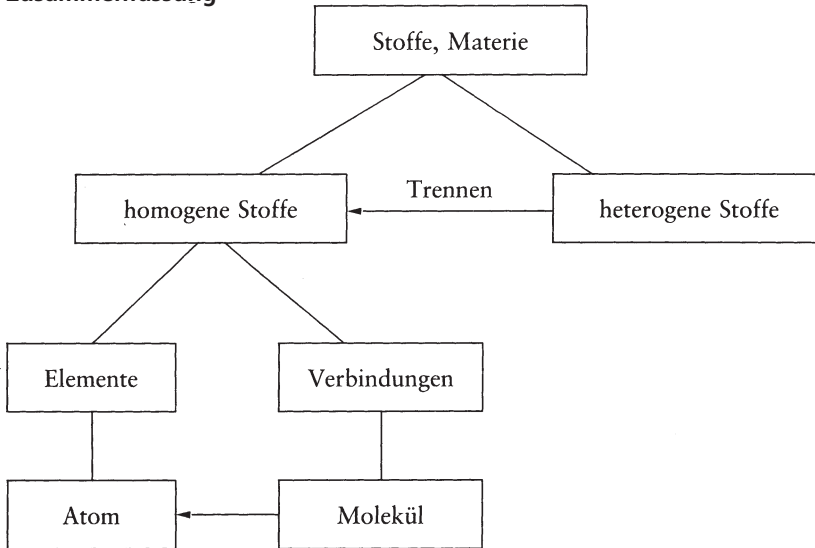 Zusammenfassung
Stoffe, Materie
Trennen
homogene Stoffe
heterogene Stoffe
Elemente
Verbindungen
Atom
Molekül